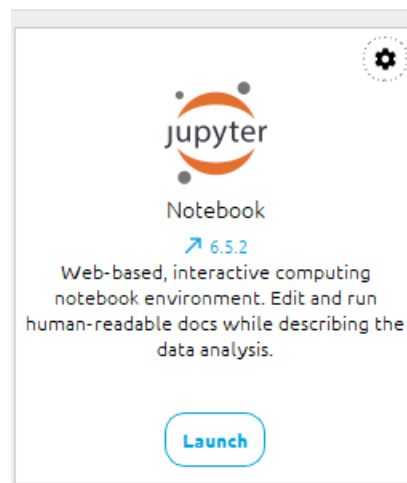 jupyter
Notebook
6.5.2
Web-based, interactive computing
notebook environment. Edit and run
human-readable docs while describing the
data analysis.
Launch